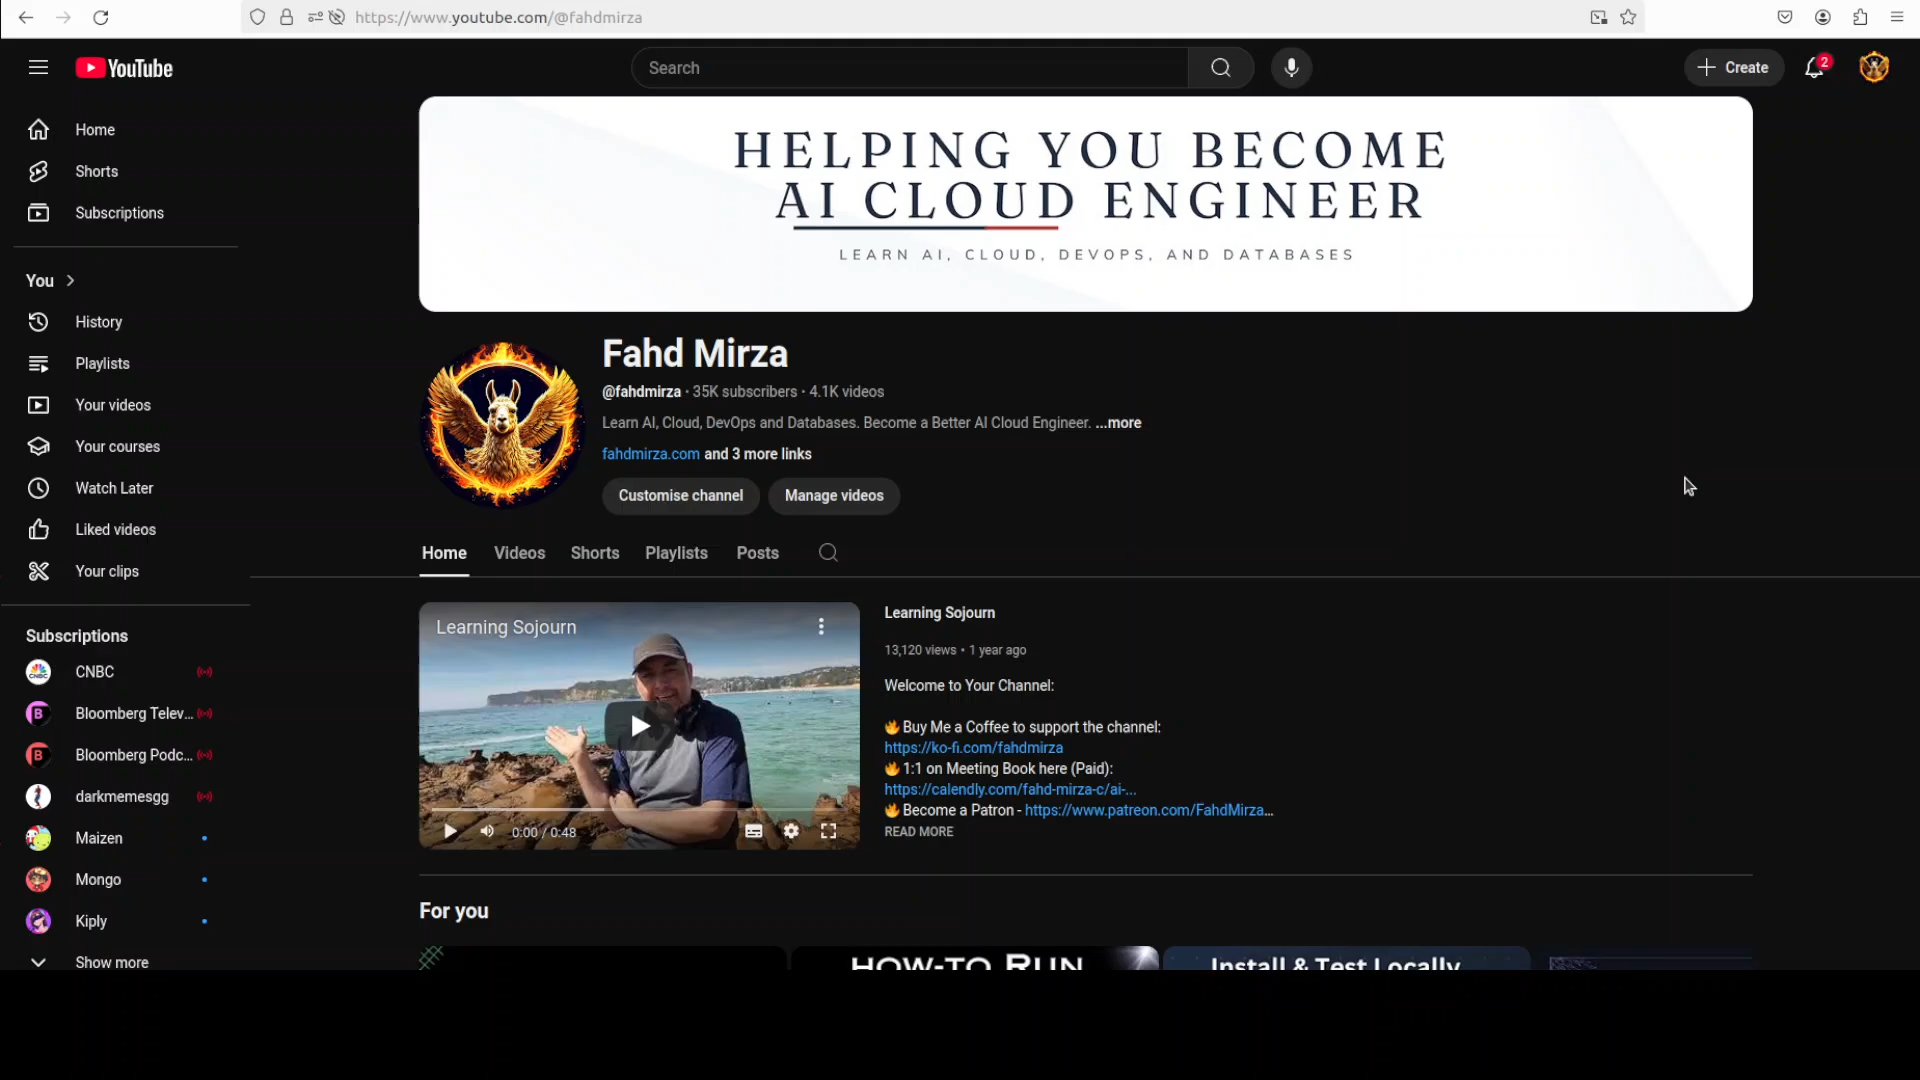 https://www.youtube.com/@fahdmirza
YouTube
Search
Create
2
Home
Shorts
Subscriptions
You
History
Playlists
Your videos
Your courses
Watch Later
Liked videos
Your clips
Subscriptions
CNBC
Bloomberg Telev...
Bloomberg Podc...
darkmemesgg
Maizen
Mongo
Kiply
Show more
HELPING YOU BECOME
AI CLOUD ENGINEER
LEARN AI, CLOUD, DEVOPS, AND DATABASES
Fahd Mirza
@fahdmirza · 35K subscribers · 4.1K videos
Learn AI, Cloud, DevOps and Databases. Become a Better AI Cloud Engineer. ...more
fahdmirza.com and 3 more links
Customise channel Manage videos
Home Videos Shorts Playlists Posts
Learning Sojourn
0:00 / 0:48
Learning Sojourn
13,120 views • 1 year ago
Welcome to Your Channel:
🔥Buy Me a Coffee to support the channel:
https://ko-fi.com/fahdmirza
🔥1:1 on Meeting Book here (Paid):
https://calendly.com/fahd-mirza-c/ai-...
🔥Become a Patron - https://www.patreon.com/FahdMirza...
READ MORE
For you
HOW-TO RUN
Install & Test Locally